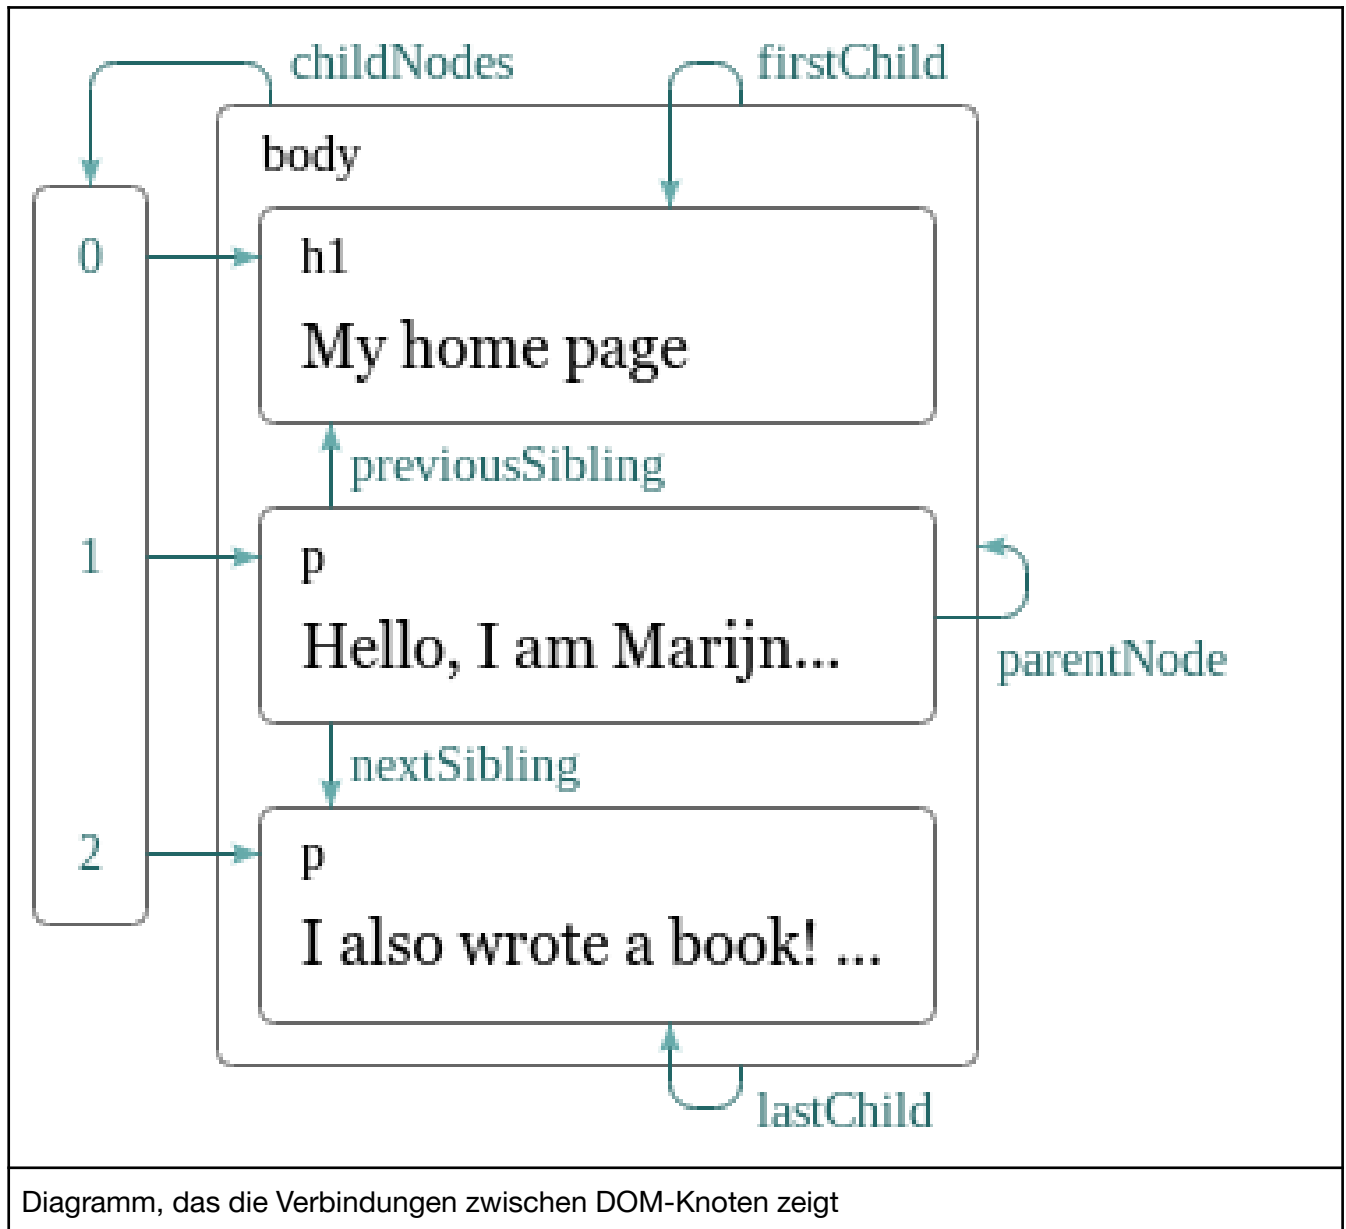 childNodes
firstChild
body
0
h1
My home page
previousSibling
1
p
Hello, I am Marijn...
parentNode
nextSibling
2
p
I also wrote a book! ...
lastChild
Diagramm, das die Verbindungen zwischen DOM-Knoten zeigt